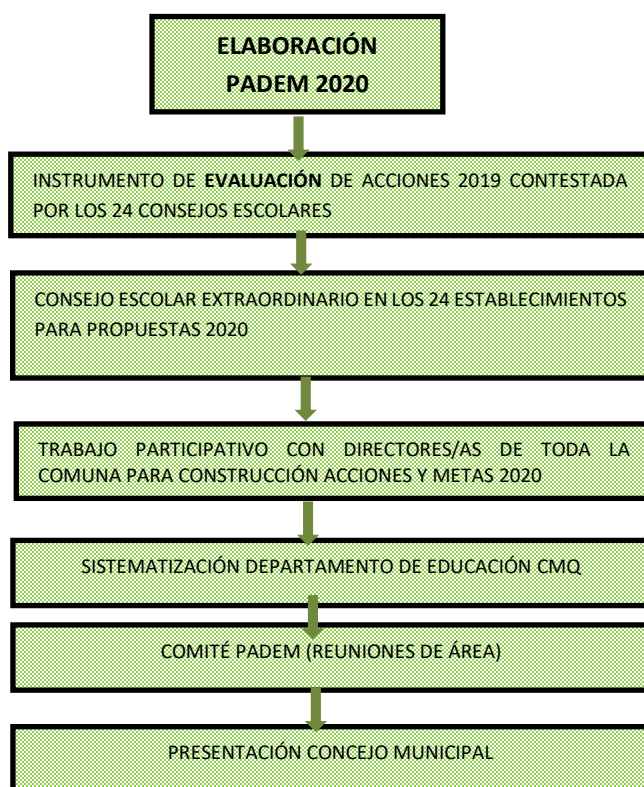 ELABORACIÓN
PADEM 2020
INSTRUMENTO DE EVALUACIÓN DE ACCIONES 2019 CONTESTADA
POR LOS 24 CONSEJOS ESCOLARES
CONSEJO ESCOLAR EXTRAORDINARIO EN LOS 24 ESTABLECIMIENTOS
PARA PROPUESTAS 2020
TRABAJO PARTICIPATIVO CON DIRECTORES/AS DE TODA LA
COMUNA PARA CONSTRUCCIÓN ACCIONES Y METAS 2020
SISTEMATIZACIÓN DEPARTAMENTO DE EDUCACIÓN CMQ
COMITÉ PADEM (REUNIONES DE ÁREA)
PRESENTACIÓN CONCEJO MUNICIPAL